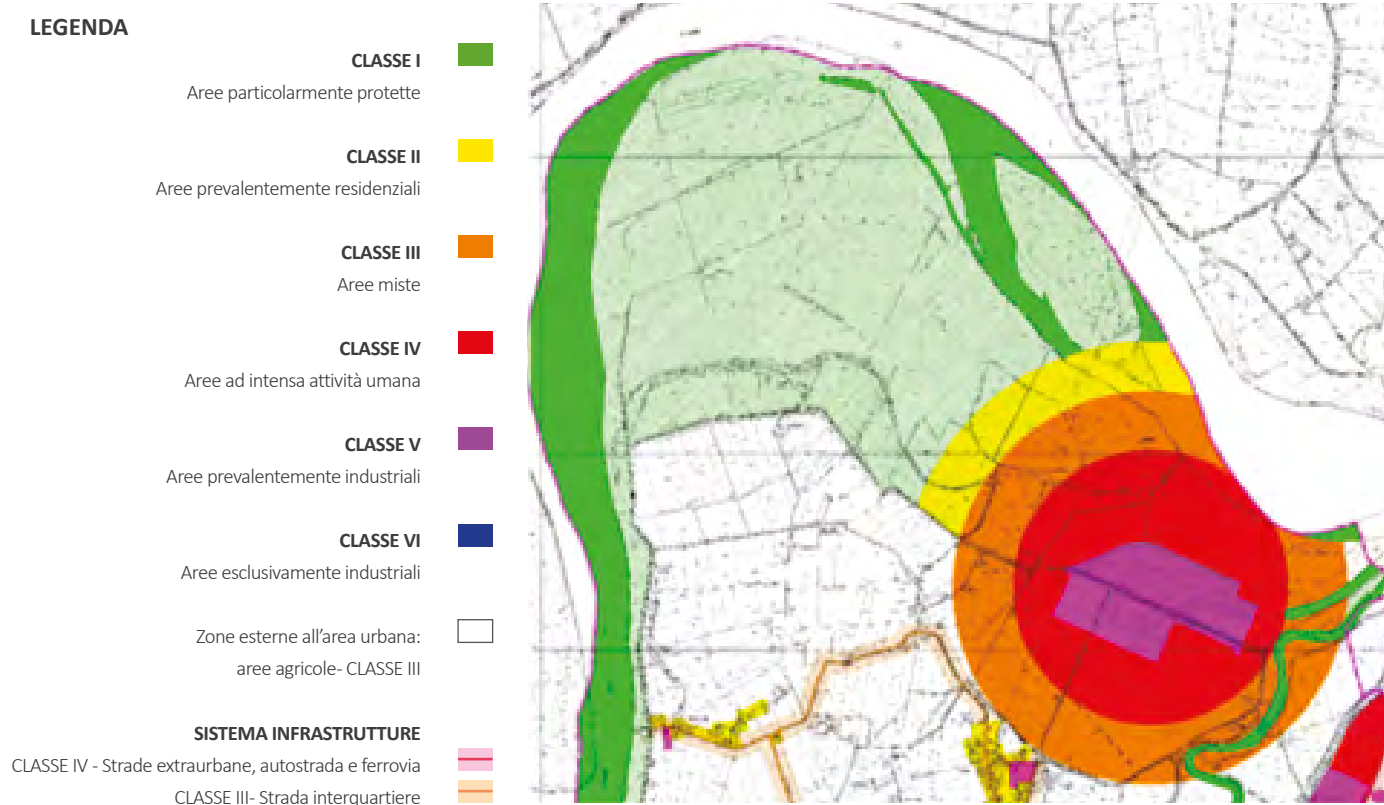 LEGENDA
CLASSE I
Aree particolarmente protette
CLASSE II
Aree prevalentemente residenziali
CLASSE III
Aree miste
CLASSE IV
Aree ad intensa attività umana
CLASSE V
Aree prevalentemente industriali
CLASSE VI
Aree esclusivamente industriali
Zone esterne all'area urbana:
aree agricole- CLASSE III
SISTEMA INFRASTRUTTURE
CLASSE IV - Strade extraurbane, autostrada e ferrovia
CLASSE III- Strada interquartiere